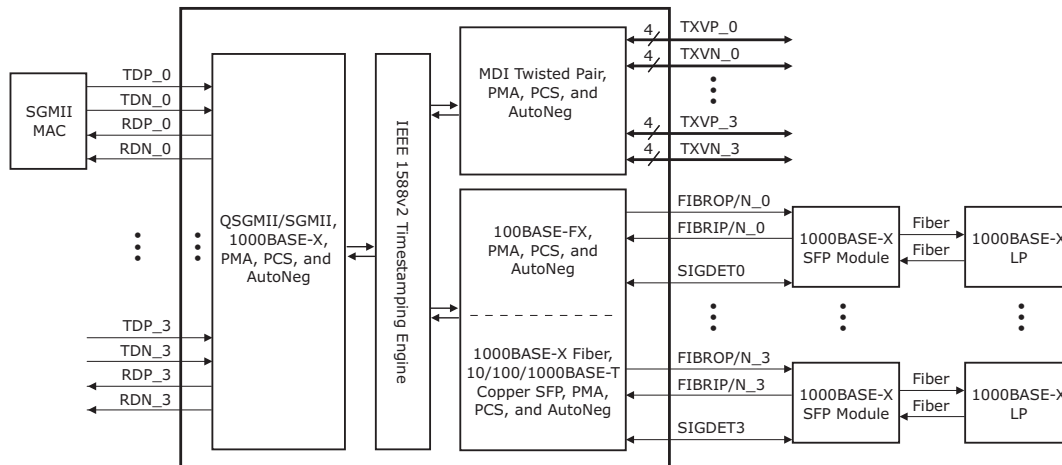 SGMII
MAC
TDP_0
TDN_0
RDP_0
RDN_0
TDP_3
TDN_3
RDP_3
RDN_3
QSGMII/SGMII,
1000BASE-X,
PMA, PCS, and
AutoNeg
IEEE 1588v2 Timestamping Engine
MDI Twisted Pair,
PMA, PCS, and
AutoNeg
4 TXVP_0
4 TXVN_0
4 TXVP_3
4 TXVN_3
100BASE-FX,
PMA, PCS, and
AutoNeg
1000BASE-X Fiber,
10/100/1000BASE-T
Copper SFP, PMA,
PCS, and AutoNeg
FIBROP/N_0
FIBRIP/N_0
SIGDET0
1000BASE-X
SFP Module
Fiber
Fiber
1000BASE-X
LP
FIBROP/N_3
FIBRIP/N_3
SIGDET3
1000BASE-X
SFP Module
Fiber
Fiber
1000BASE-X
LP